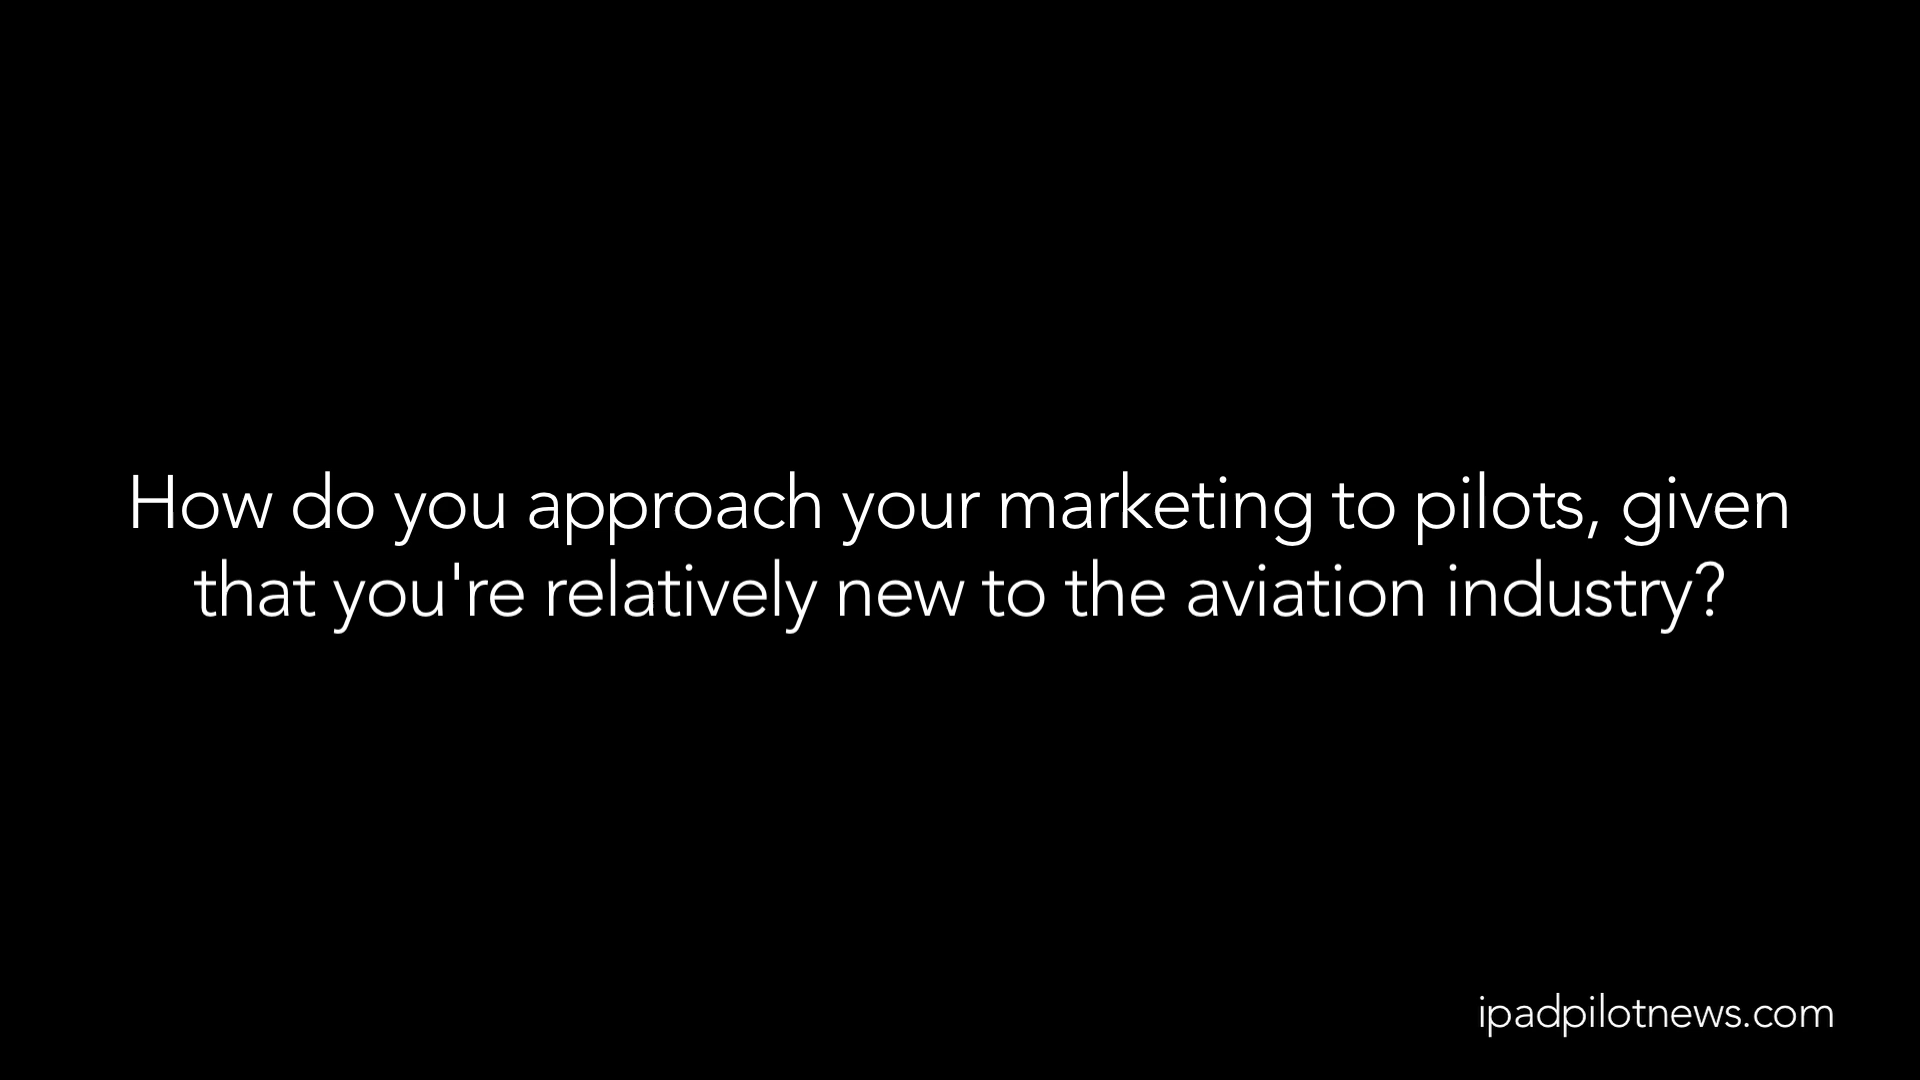 How do you approach your marketing to pilots, given
that you're relatively new to the aviation industry?
ipadpilotnews.com